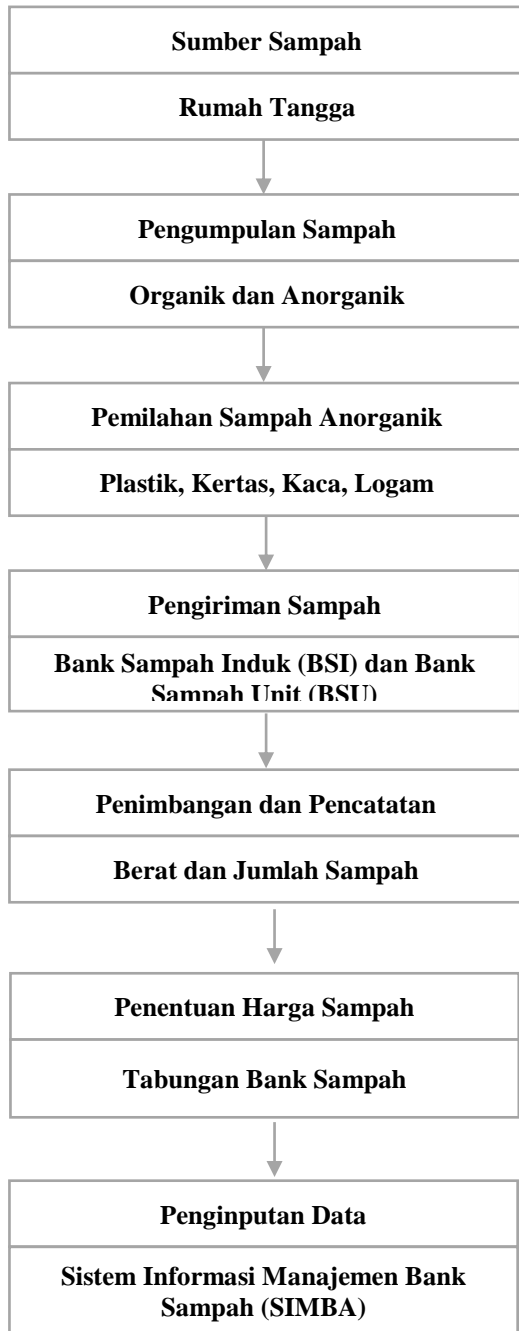 Sumber Sampah
Rumah Tangga
Pengumpulan Sampah
Organik dan Anorganik
Pemilahan Sampah Anorganik
Plastik, Kertas, Kaca, Logam
Pengiriman Sampah
Bank Sampah Induk (BSI) dan Bank
Sampah Unit (BSU)
Penimbangan dan Pencatatan
Berat dan Jumlah Sampah
Penentuan Harga Sampah
Tabungan Bank Sampah
Penginputan Data
Sistem Informasi Manajemen Bank
Sampah (SIMBA)